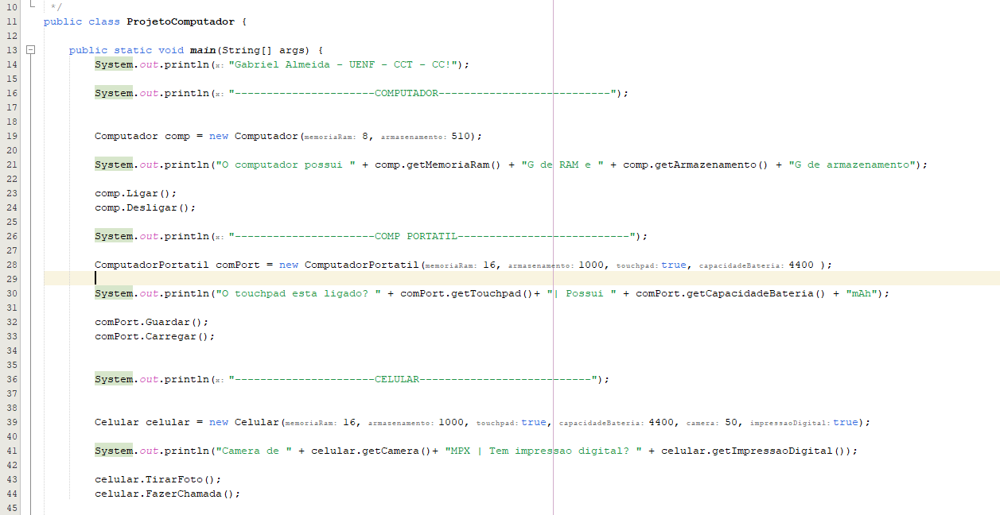 10 */
11 public class ProjetoComputador {
12
13 public static void main(String[] args) {
14 System.out.println(x: "Gabriel Almeida - UENF - CCT - CC!");
15
16 System.out.println(x: "----------------------COMPUTADOR---------------------------");
17
18
19 Computador comp = new Computador(memoriaRam: 8, armasenamento: 510);
20
21 System.out.println("O computador possui " + comp.getMemoriaRam() + "G de RAM e " + comp.getArmazenamento() + "G de armazenamento");
22
23 comp.Ligar();
24 comp.Desligar();
25
26 System.out.println(x: "----------------------COMP PORTATIL---------------------------");
27
28 ComputadorPortatil comPort = new ComputadorPortatil(memoriaRam: 16, armasenamento: 1000, touchpad: true, capacidadeBateria: 4400 );
29
30 System.out.println("O touchpad esta ligado? " + comPort.getTouchpad()+ "| Possui " + comPort.getCapacidadeBateria() + "mAh");
31
32 comPort.Guardar();
33 comPort.Carregar();
34
35
36 System.out.println(x: "----------------------CELULAR---------------------------");
37
38
39 Celular celular = new Celular(memoriaRam: 16, armasenamento: 1000, touchpad: true, capacidadeBateria: 4400, camera: 50, impressaoDigital: true);
40
41 System.out.println("Camera de " + celular.getCamera()+ "MPX | Tem impressao digital? " + celular.getImpressaoDigital());
42
43 celular.TirarFoto();
44 celular.FazerChamada();
45